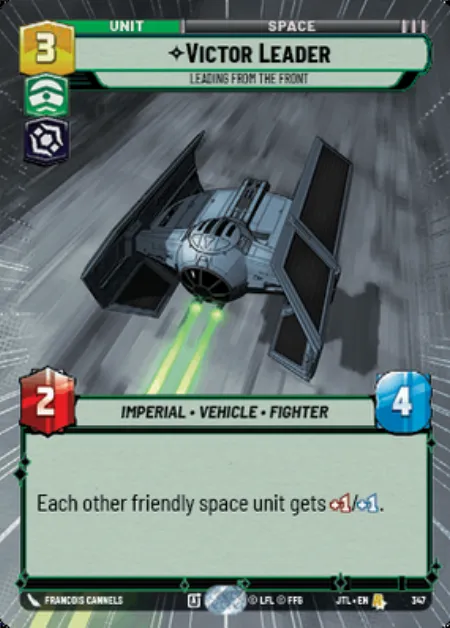 UNIT SPACE
3
✧VICTOR LEADER
LEADING FROM THE FRONT
2
4
IMPERIAL • VEHICLE • FIGHTER
Each other friendly space unit gets +1/+1.
FRANCOIS CANNELS © LFL © FFG JTL • EN 347